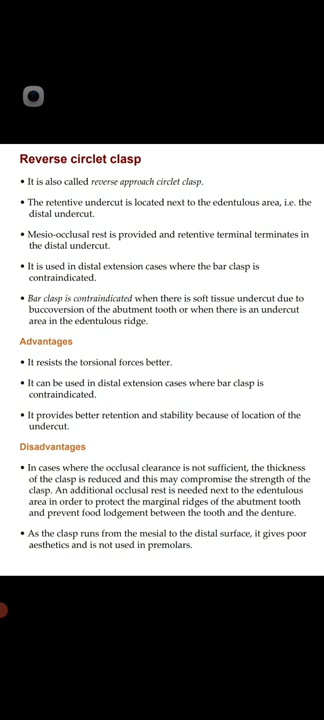 Reverse circlet clasp
• It is also called reverse approach circlet clasp.
• The retentive undercut is located next to the edentulous area, i.e. the
distal undercut.
• Mesio-occlusal rest is provided and retentive terminal terminates in
the distal undercut.
• It is used in distal extension cases where the bar clasp is
contraindicated.
• Bar clasp is contraindicated when there is soft tissue undercut due to
buccoversion of the abutment tooth or when there is an undercut
area in the edentulous ridge.
Advantages
• It resists the torsional forces better.
• It can be used in distal extension cases where bar clasp is
contraindicated.
• It provides better retention and stability because of location of the
undercut.
Disadvantages
• In cases where the occlusal clearance is not sufficient, the thickness
of the clasp is reduced and this may compromise the strength of the
clasp. An additional occlusal rest is needed next to the edentulous
area in order to protect the marginal ridges of the abutment tooth
and prevent food lodgement between the tooth and the denture.
• As the clasp runs from the mesial to the distal surface, it gives poor
aesthetics and is not used in premolars.